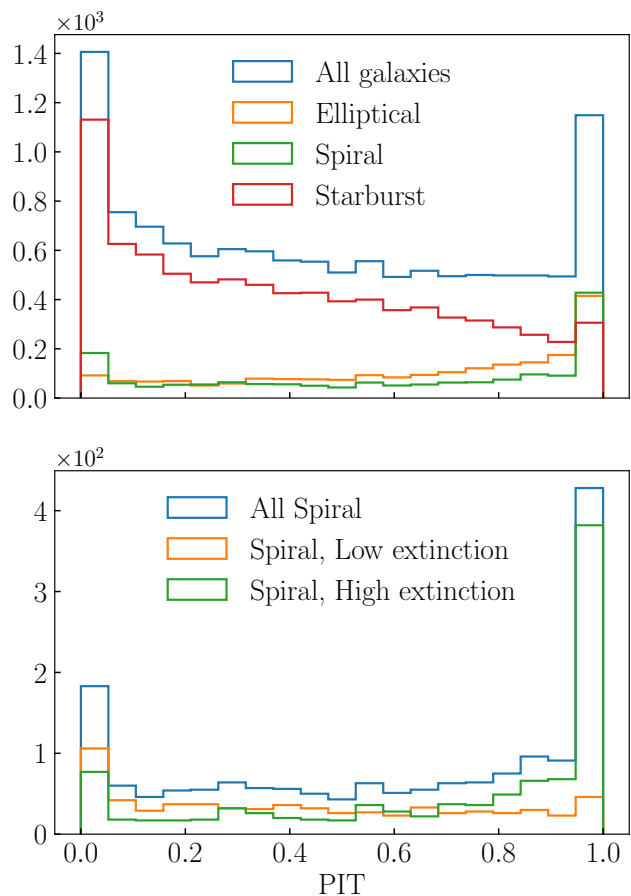 ×10³
1.4
1.2
1.0
0.8
0.6
0.4
0.2
0.0
All galaxies
Elliptical
Spiral
Starburst
×10²
4
3
2
1
0
All Spiral
Spiral, Low extinction
Spiral, High extinction
0.0 0.2 0.4 0.6 0.8 1.0
PIT